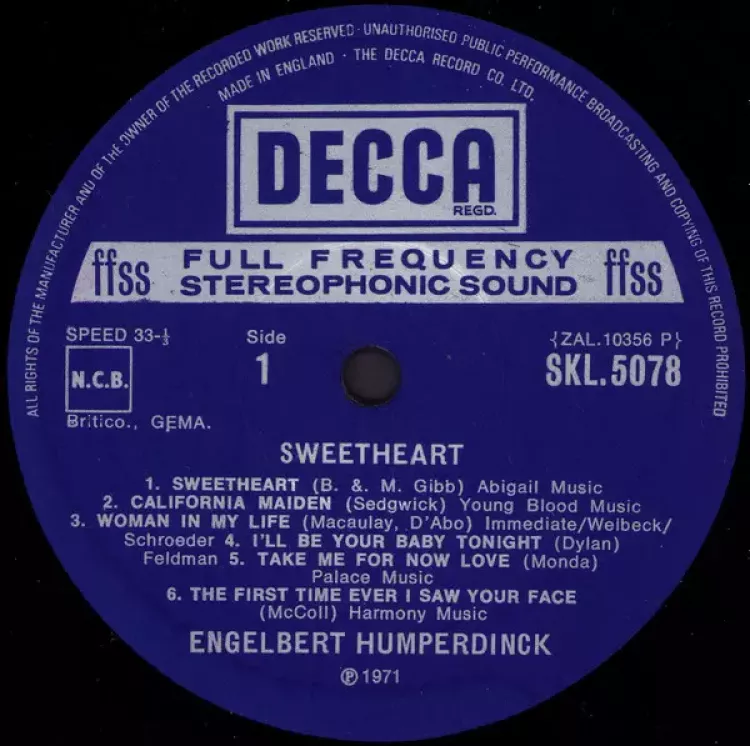 ALL RIGHTS OF THE MANUFACTURER AND OF THE OWNER OF THE RECORDED WORK RESERVED · UNAUTHORISED PUBLIC PERFORMANCE BROADCASTING AND COPYING OF THIS RECORD PROHIBITED
MADE IN ENGLAND · THE DECCA RECORD CO. LTD.
DECCA
REGD.
ffss FULL FREQUENCY ffss
STEREOPHONIC SOUND
SPEED 33-⅓ Side {ZAL.10356 P}
N.C.B. 1 SKL.5078
Britico., GEMA.
SWEETHEART
1. SWEETHEART (B. & M. Gibb) Abigail Music
2. CALIFORNIA MAIDEN (Sedgwick) Young Blood Music
3. WOMAN IN MY LIFE (Macaulay, D'Abo) Immediate/Welbeck/
Schroeder 4. I'LL BE YOUR BABY TONIGHT (Dylan)
Feldman 5. TAKE ME FOR NOW LOVE (Monda)
Palace Music
6. THE FIRST TIME EVER I SAW YOUR FACE
(McColl) Harmony Music
ENGELBERT HUMPERDINCK
Ⓟ 1971